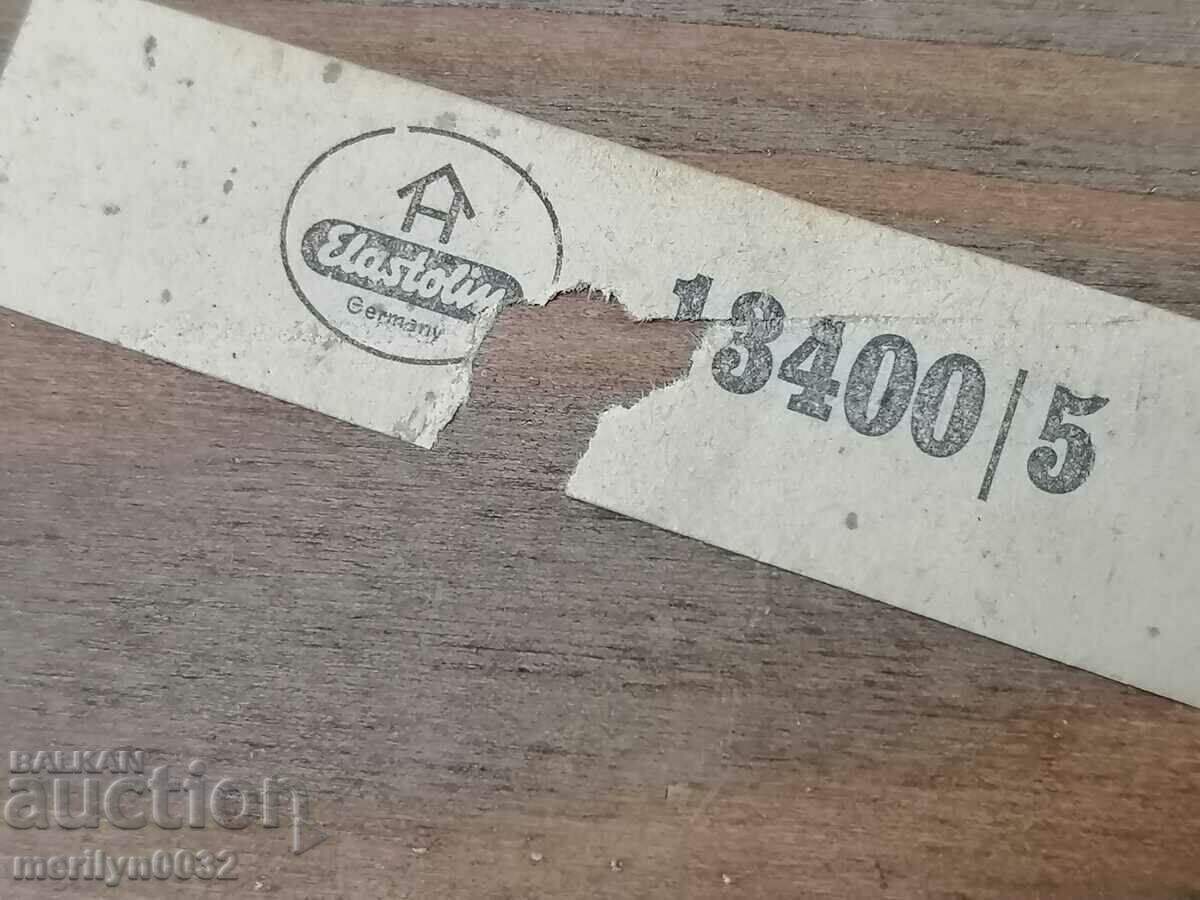 Elastolin
Germany
13400/5
BALKAN
auction
merilyn0032